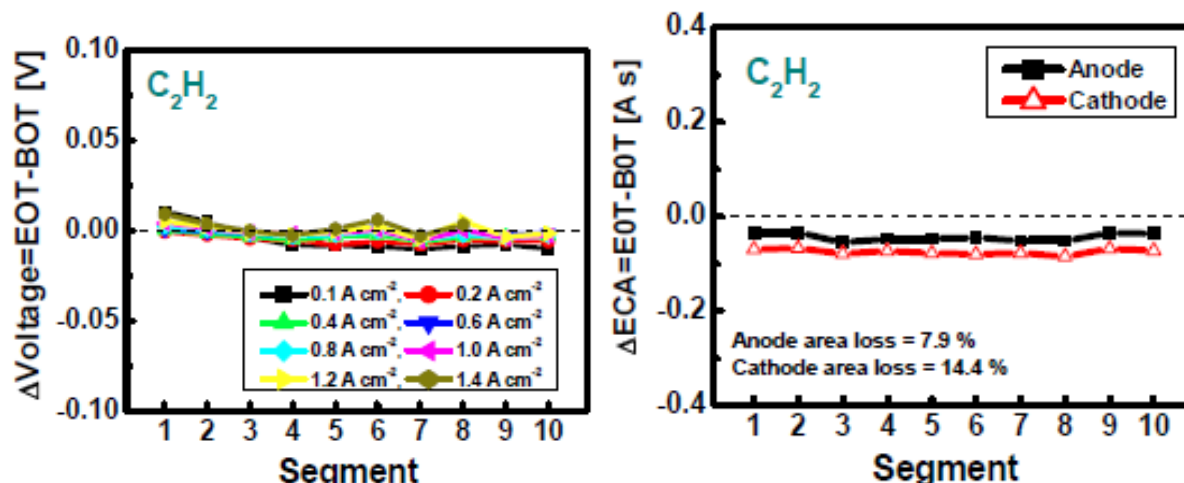 ΔVoltage=EOT-BOT [V]
0.10
0.05
0.00
-0.05
-0.10
C₂H₂
0.1 A cm⁻², 0.2 A cm⁻²
0.4 A cm⁻², 0.6 A cm⁻²
0.8 A cm⁻², 1.0 A cm⁻²
1.2 A cm⁻², 1.4 A cm⁻²
1 2 3 4 5 6 7 8 9 10
Segment
ΔECA=E0T-B0T [A s]
0.4
0.2
0.0
-0.2
-0.4
C₂H₂
Anode
Cathode
Anode area loss = 7.9 %
Cathode area loss = 14.4 %
1 2 3 4 5 6 7 8 9 10
Segment